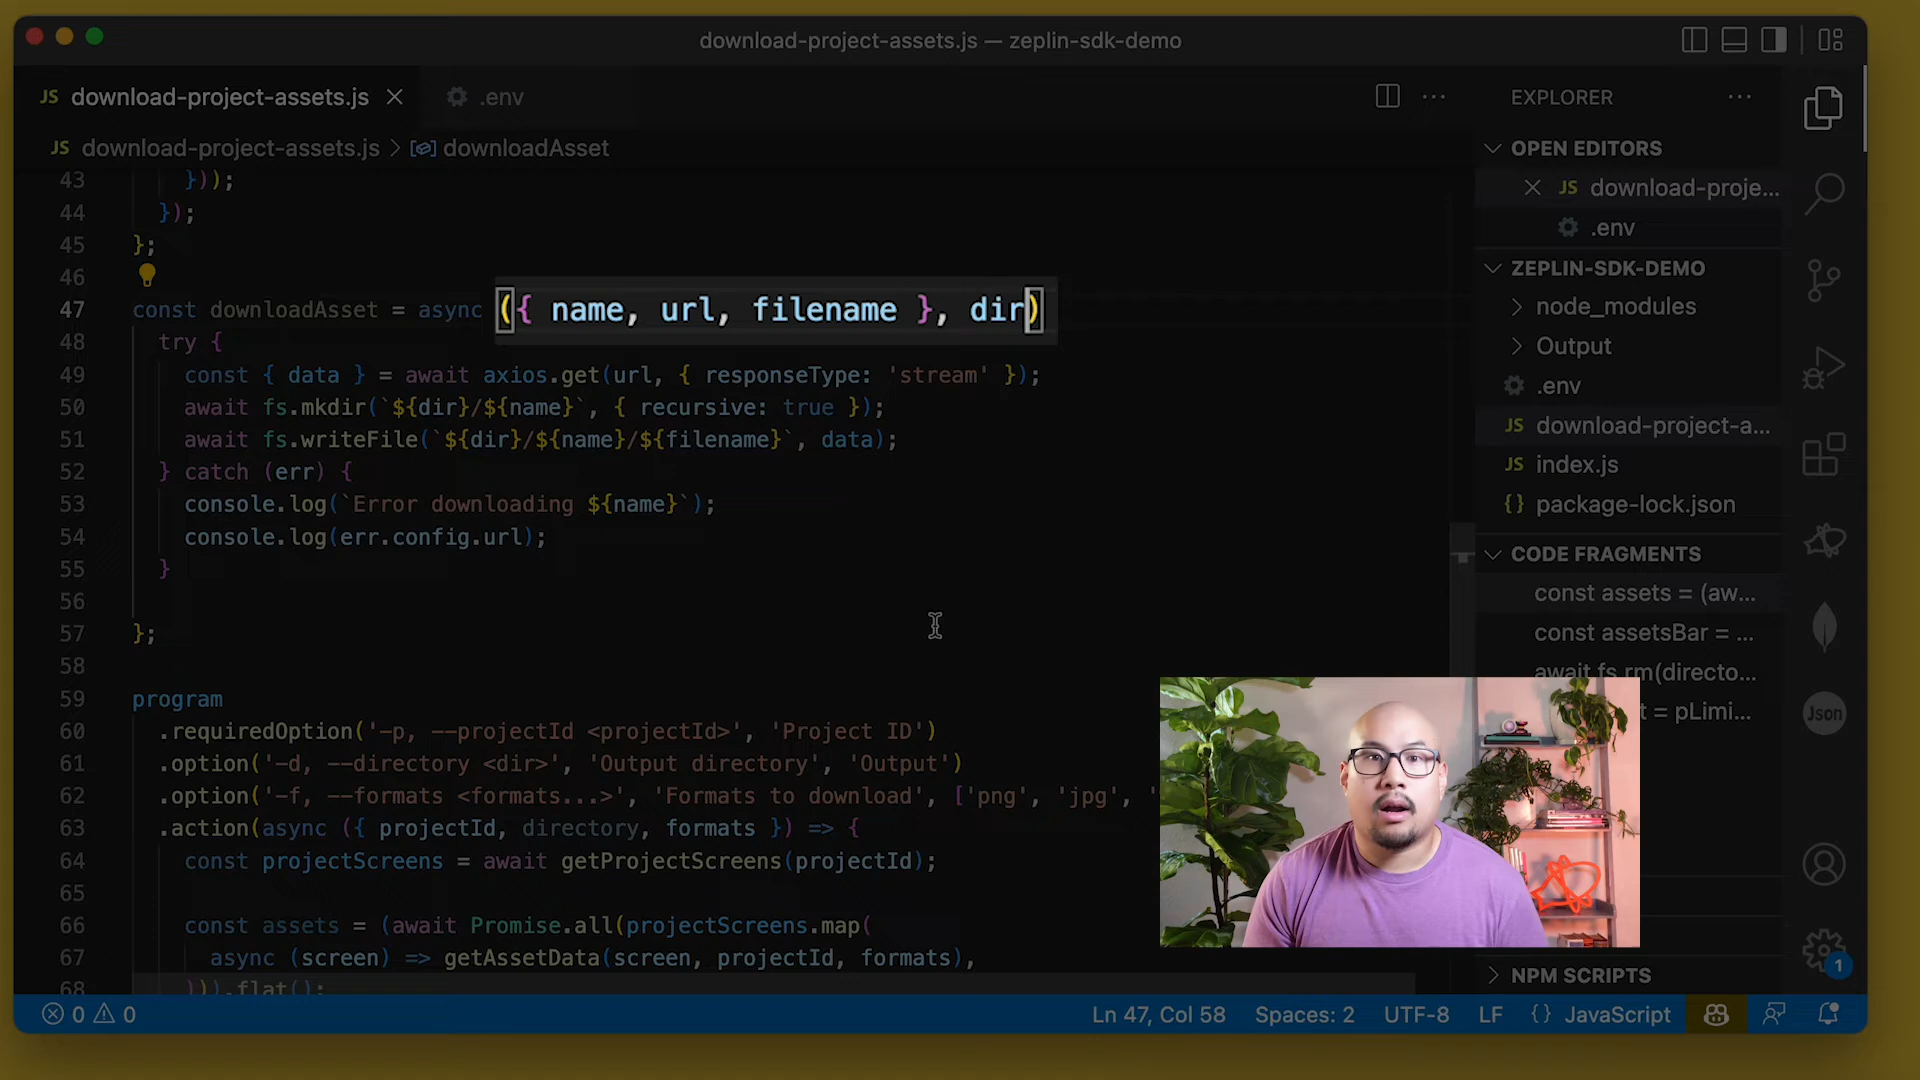 download-project-assets.js — zeplin-sdk-demo
JS download-project-assets.js
.env
JS download-project-assets.js > downloadAsset
43 }));
44 });
45 };
46
47 const downloadAsset = async ({ name, url, filename }, dir)
48 try {
49 const { data } = await axios.get(url, { responseType: 'stream' });
50 await fs.mkdir(`${dir}/${name}`, { recursive: true });
51 await fs.writeFile(`${dir}/${name}/${filename}`, data);
52 } catch (err) {
53 console.log(`Error downloading ${name}`);
54 console.log(err.config.url);
55 }
56
57 };
58
59 program
60 .requiredOption('-p, --projectId <projectId>', 'Project ID')
61 .option('-d, --directory <dir>', 'Output directory', 'Output')
62 .option('-f, --formats <formats...>', 'Formats to download', ['png', 'jpg', '
63 .action(async ({ projectId, directory, formats }) => {
64 const projectScreens = await getProjectScreens(projectId);
65
66 const assets = (await Promise.all(projectScreens.map(
67 async (screen) => getAssetData(screen, projectId, formats),
68 ))).flat();
EXPLORER
OPEN EDITORS
JS download-proje...
.env
ZEPLIN-SDK-DEMO
node_modules
Output
.env
JS download-project-a...
JS index.js
{} package-lock.json
CODE FRAGMENTS
const assets = (aw...
const assetsBar = ...
await fs.rm(directo...
t = pLimi...
NPM SCRIPTS
Json
1
0 0
Ln 47, Col 58
Spaces: 2
UTF-8
LF
{} JavaScript